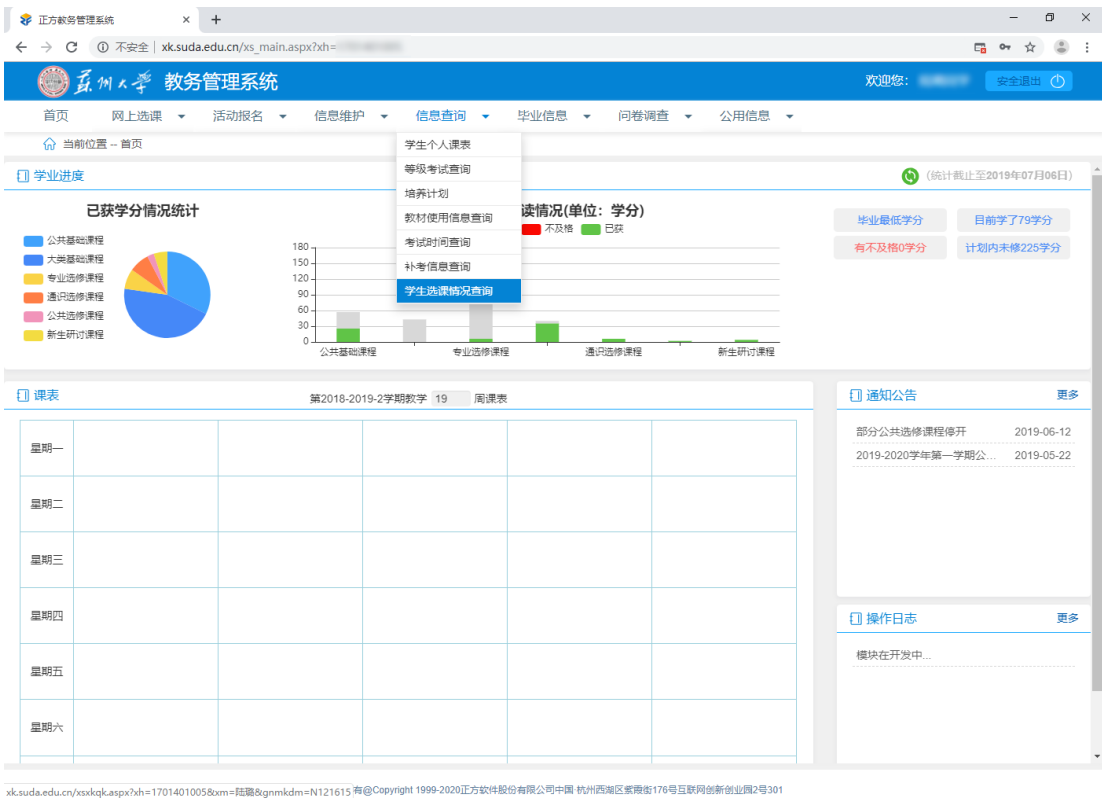 正方教务管理系统
不安全 | xk.suda.edu.cn/xs_main.aspx?xh=
苏州大学 教务管理系统 欢迎您: 安全退出
首页 网上选课 活动报名 信息维护 信息查询 毕业信息 问卷调查 公用信息
当前位置 -- 首页
学生个人课表
等级考试查询
培养计划
教材使用信息查询
考试时间查询
补考信息查询
学生选课情况查询
学业进度 (统计截止至2019年07月06日)
已获学分情况统计
公共基础课程
大类基础课程
专业选修课程
通识选修课程
公共选修课程
新生研讨课程
读情况(单位: 学分)
不及格 已获
180
150
120
90
60
30
0
公共基础课程 专业选修课程 通识选修课程 新生研讨课程
毕业最低学分 目前学了79学分
有不及格0学分 计划内未修225学分
课表 第2018-2019-2学期教学 19 周课表
星期一
星期二
星期三
星期四
星期五
星期六
通知公告 更多
部分公共选修课程停开 2019-06-12
2019-2020学年第一学期公... 2019-05-22
操作日志 更多
模块在开发中...
xk.suda.edu.cn/xsxkqk.aspx?xh=1701401005&xm=陆璐&gnmkdm=N121615 有@Copyright 1999-2020正方软件股份有限公司中国·杭州西湖区紫霞街176号互联网创新创业园2号301